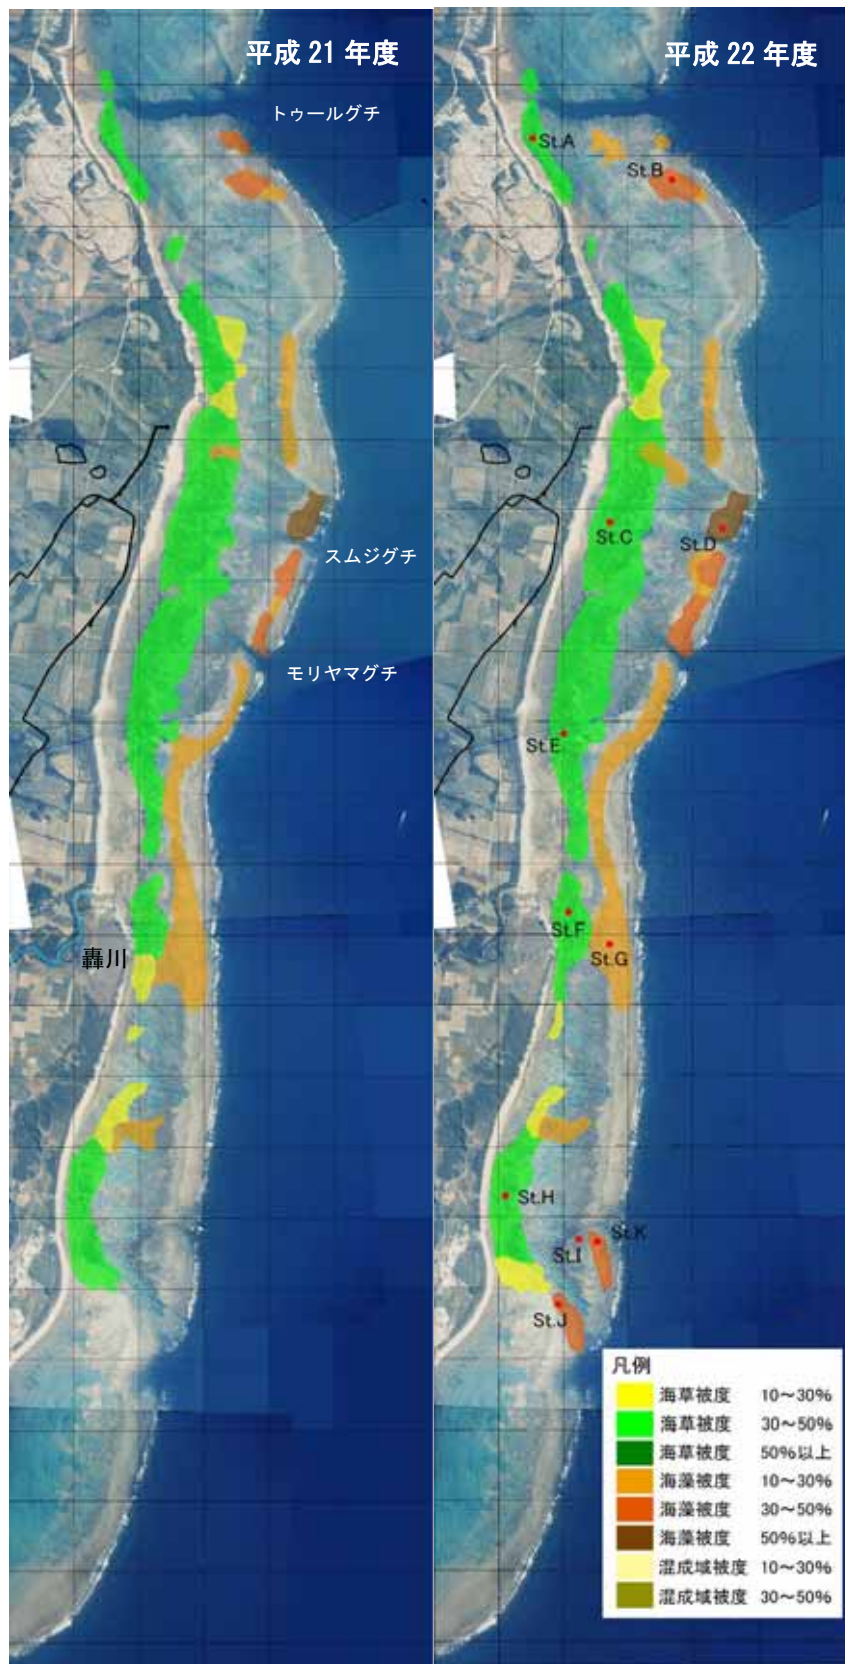 平成 21 年度
トゥールグチ
スムジグチ
モリヤマグチ
轟川
平成 22 年度
St.A
St.B
St.C
St.D
St.E
St.F
St.G
St.H
St.K
St.I
St.J
凡例
海草被度 10～30%
海草被度 30～50%
海草被度 50%以上
海藻被度 10～30%
海藻被度 30～50%
海藻被度 50%以上
混成域被度 10～30%
混成域被度 30～50%